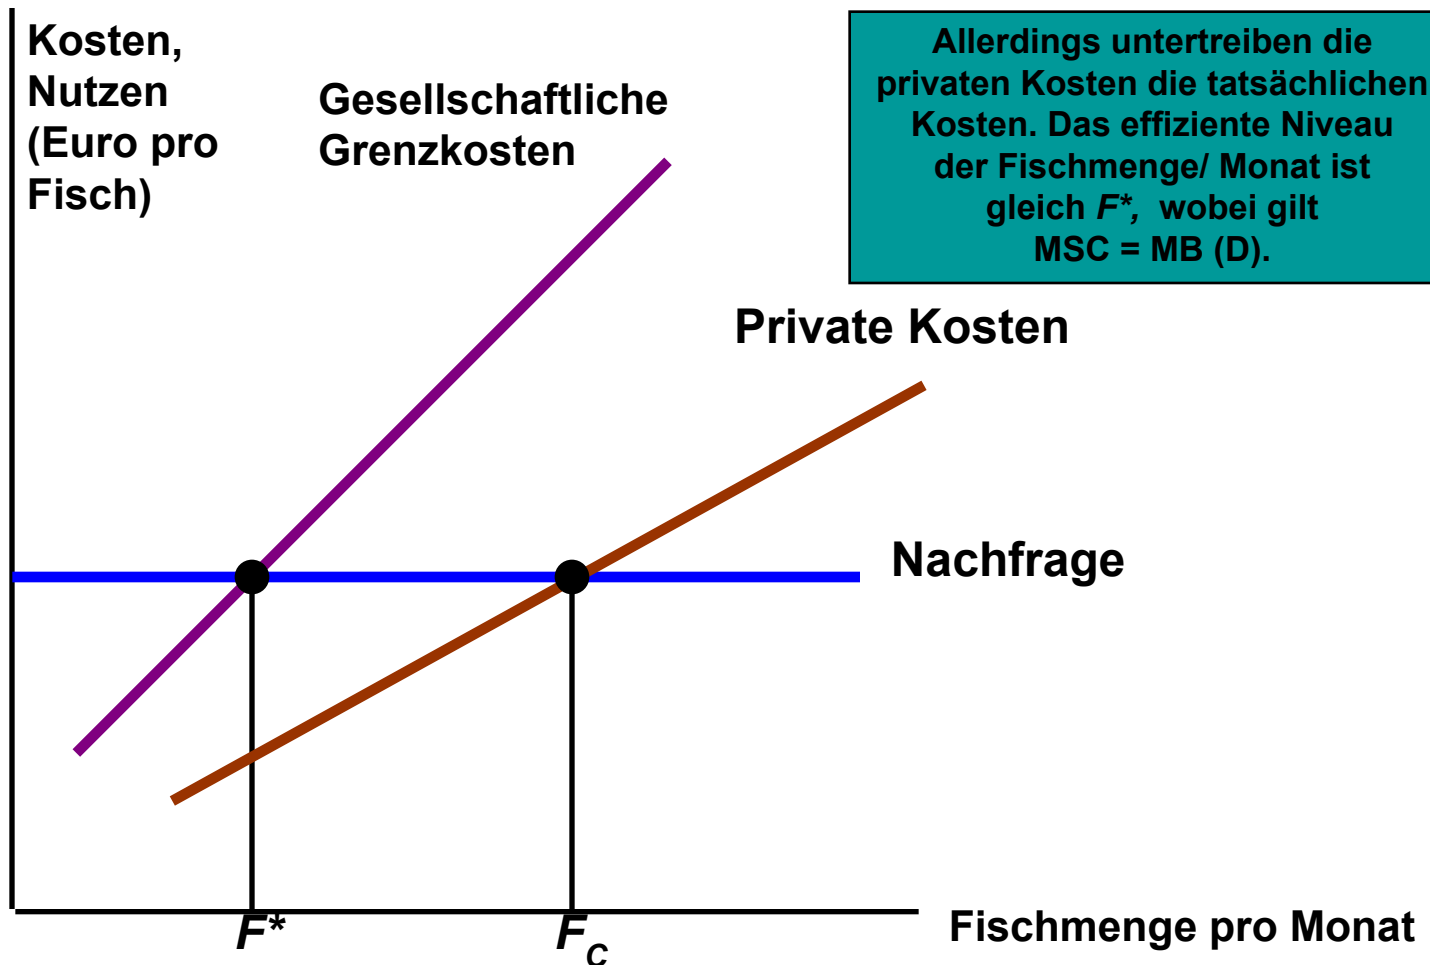 Kosten,
Nutzen
(Euro pro
Fisch)
Gesellschaftliche
Grenzkosten
Allerdings untertreiben die
privaten Kosten die tatsächlichen
Kosten. Das effiziente Niveau
der Fischmenge/ Monat ist
gleich F*, wobei gilt
MSC = MB (D).
Private Kosten
Nachfrage
F*
Fc
Fischmenge pro Monat